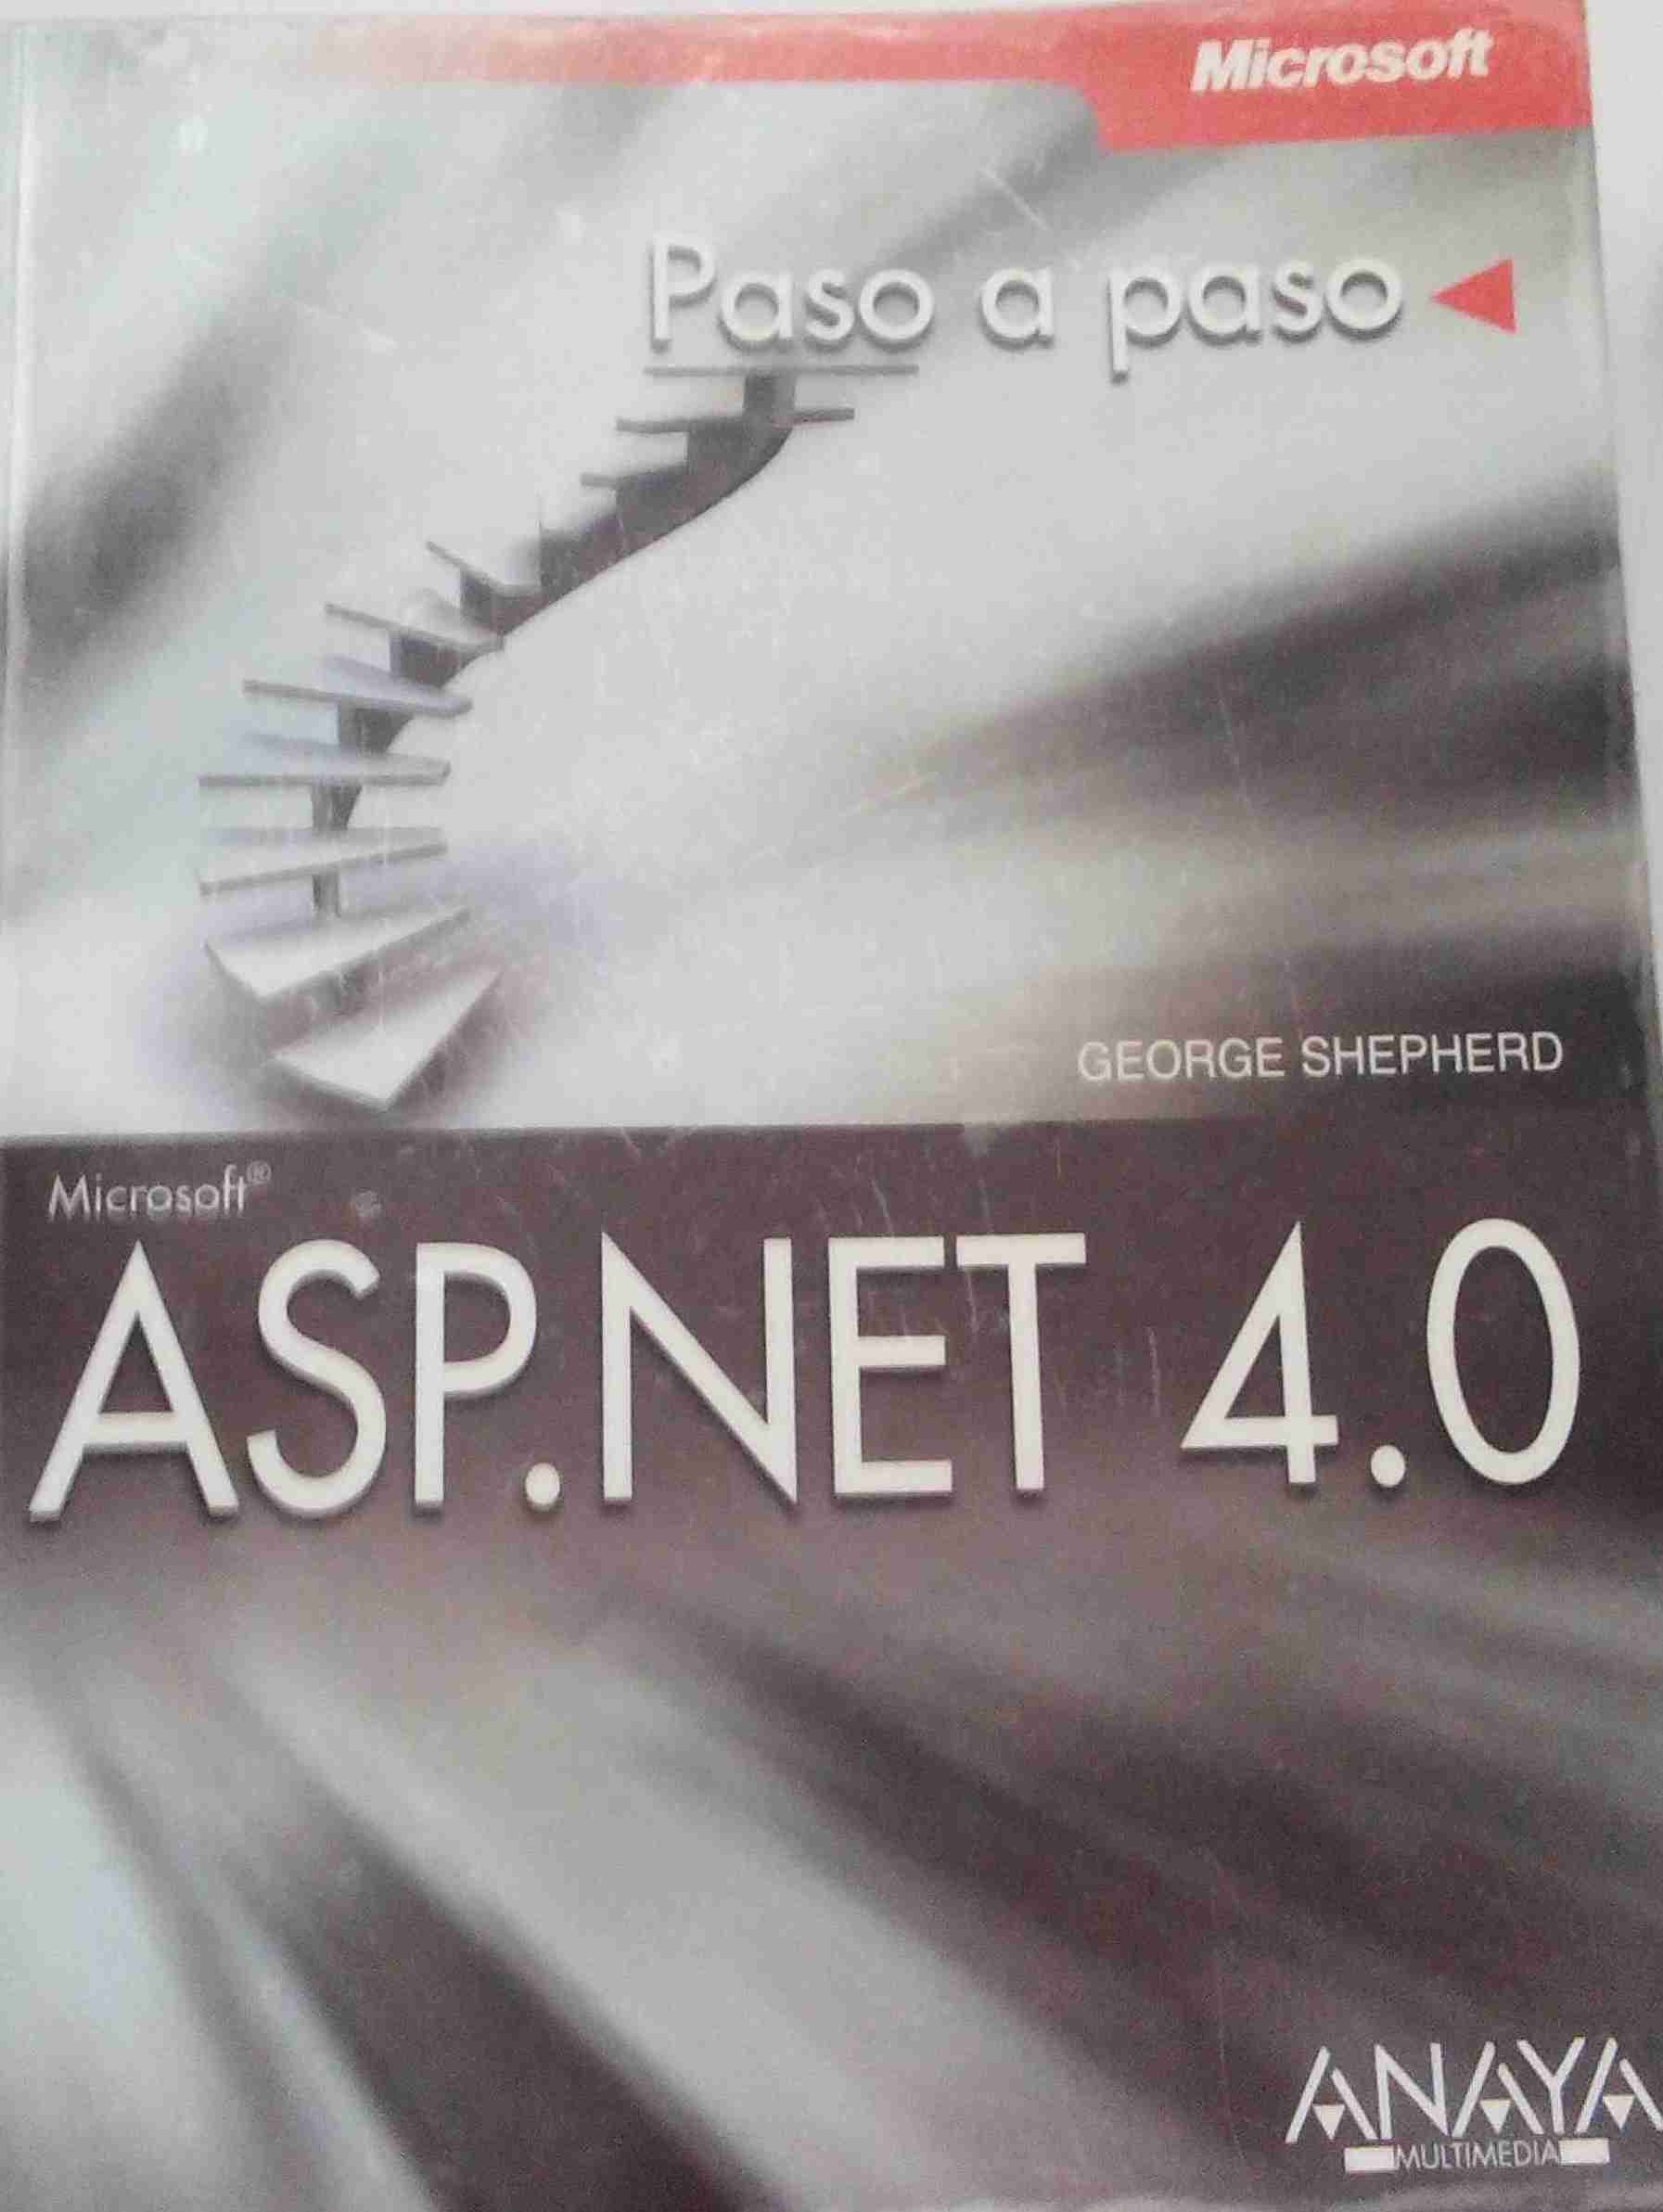 Microsoft
Paso a paso
GEORGE SHEPHERD
Microsoft®
ASP.NET 4.0
ANAYA
MULTIMEDIA